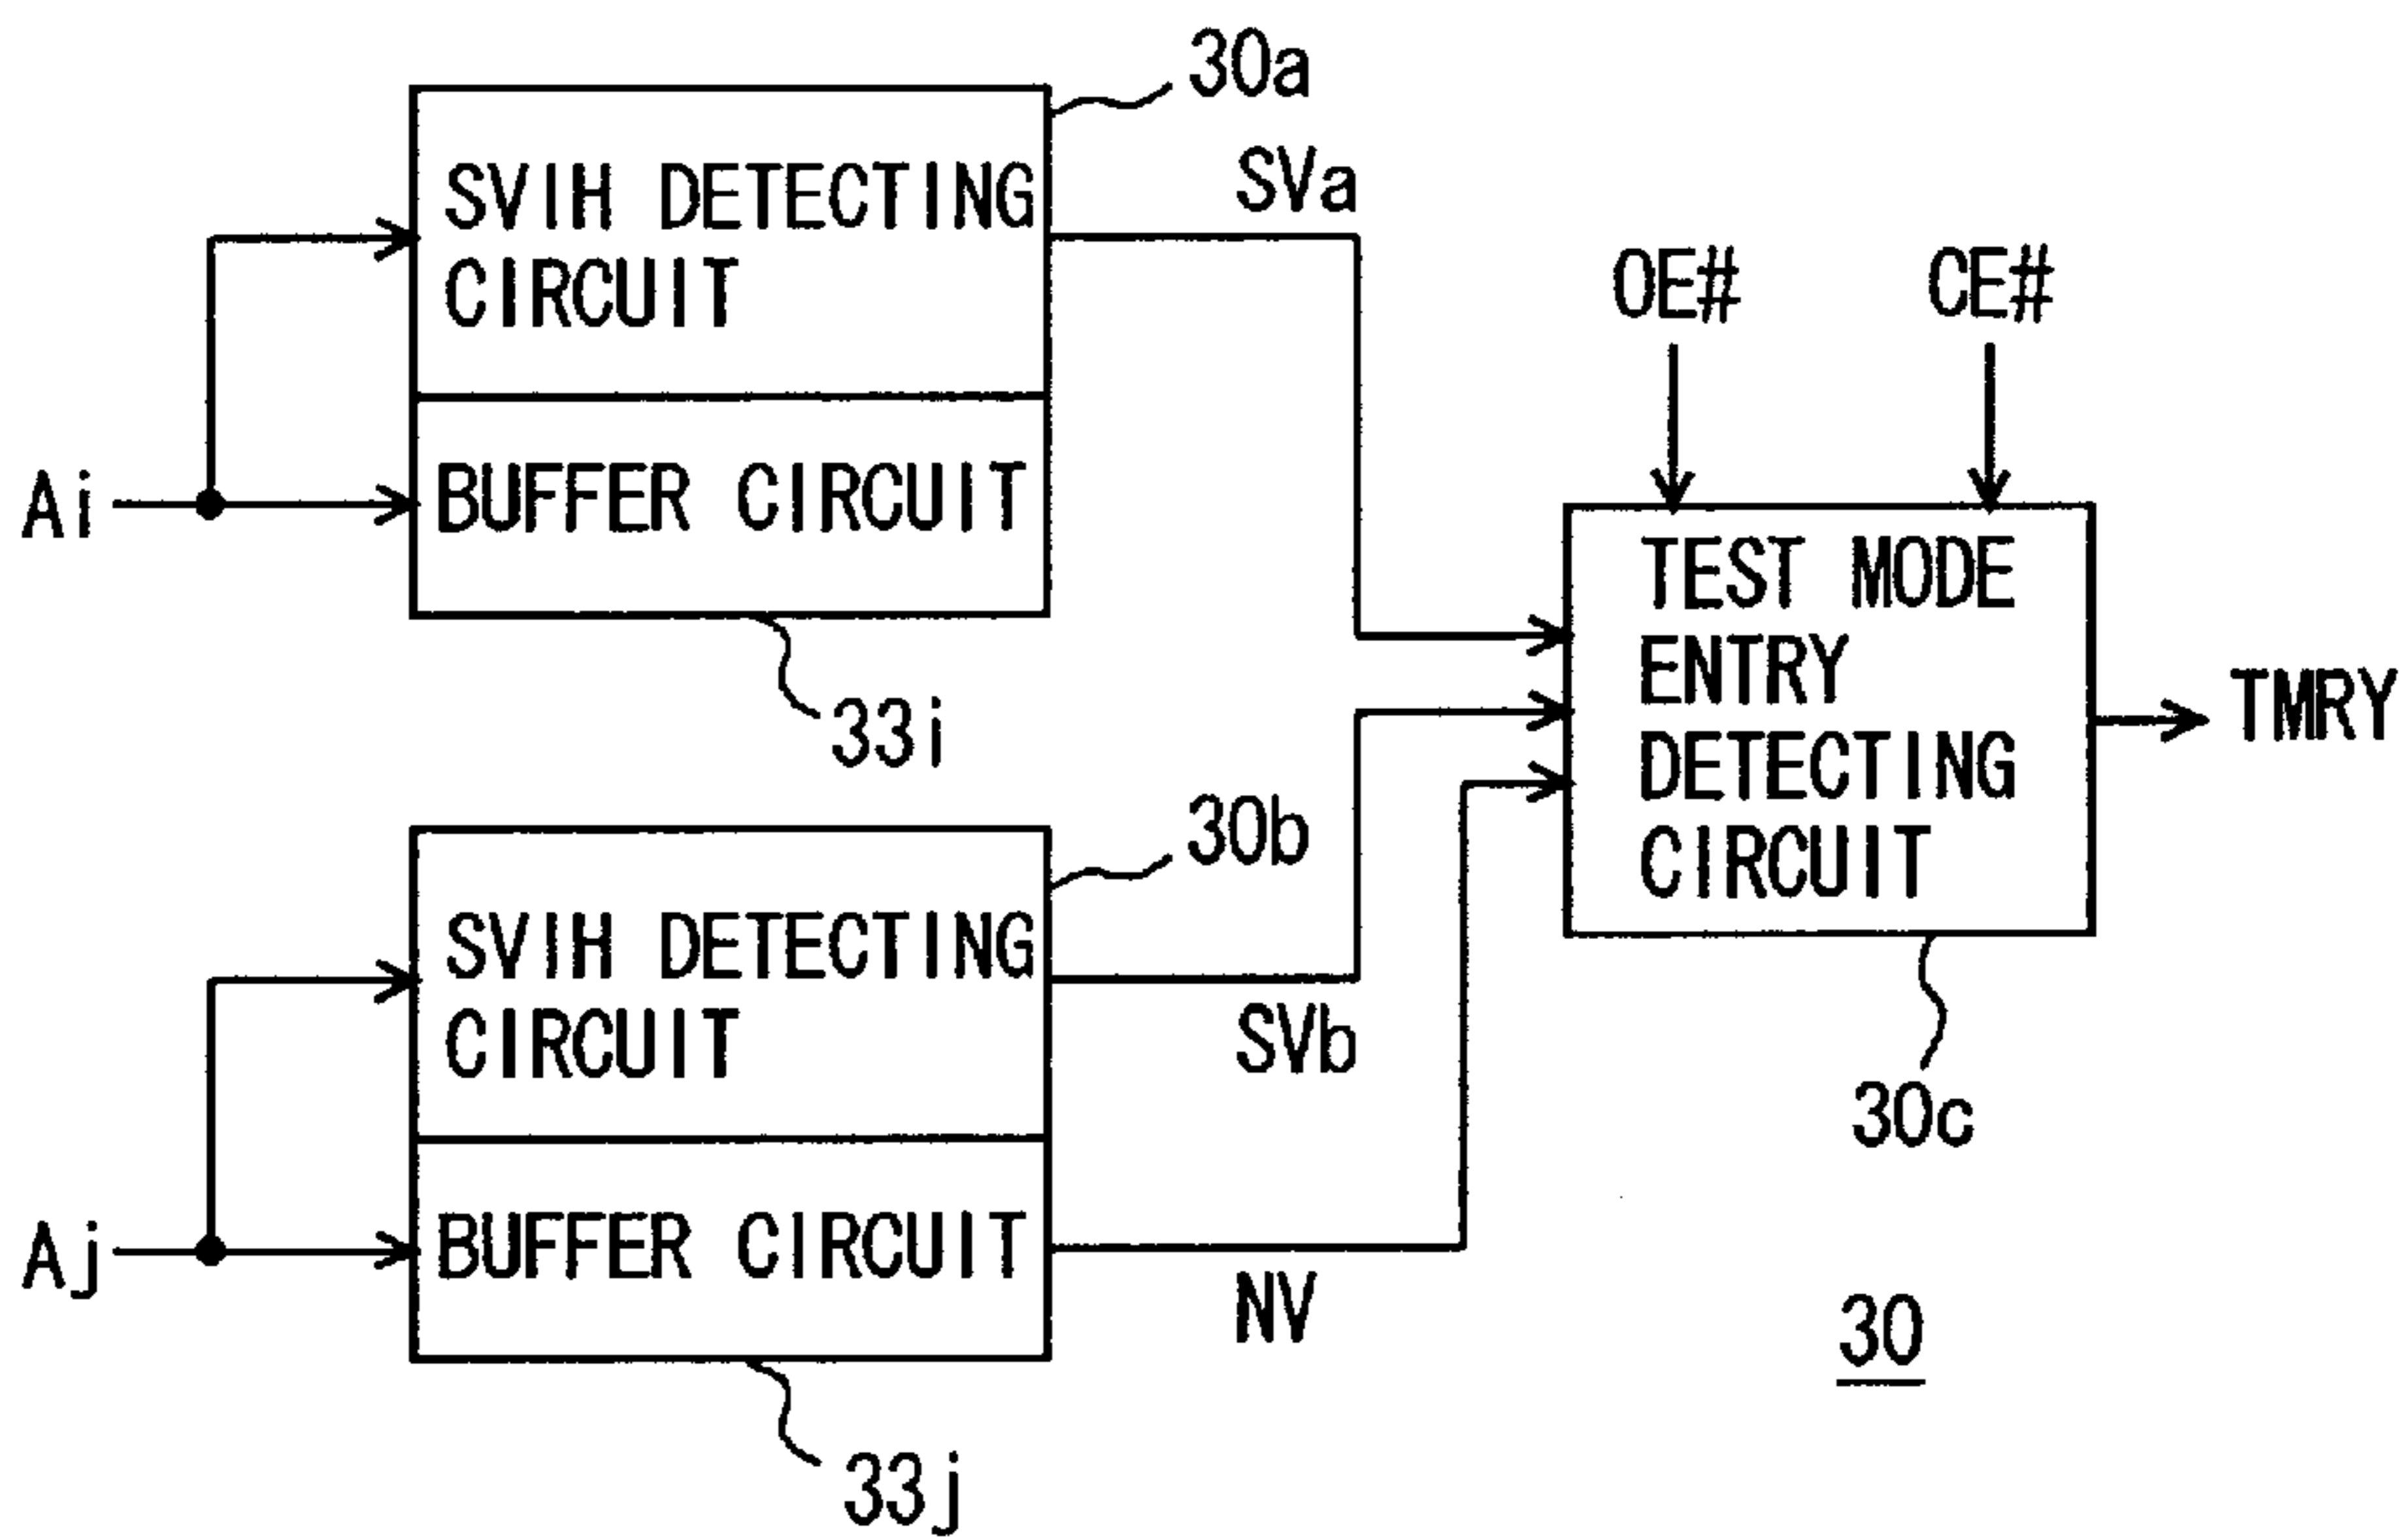 30a
SVIH DETECTING
CIRCUIT
SVa
OE#
CE#
Ai
BUFFER CIRCUIT
TEST MODE
ENTRY
DETECTING
CIRCUIT
TMRY
33i
30b
SVIH DETECTING
CIRCUIT
SVb
30c
Aj
BUFFER CIRCUIT
NV
30
33j